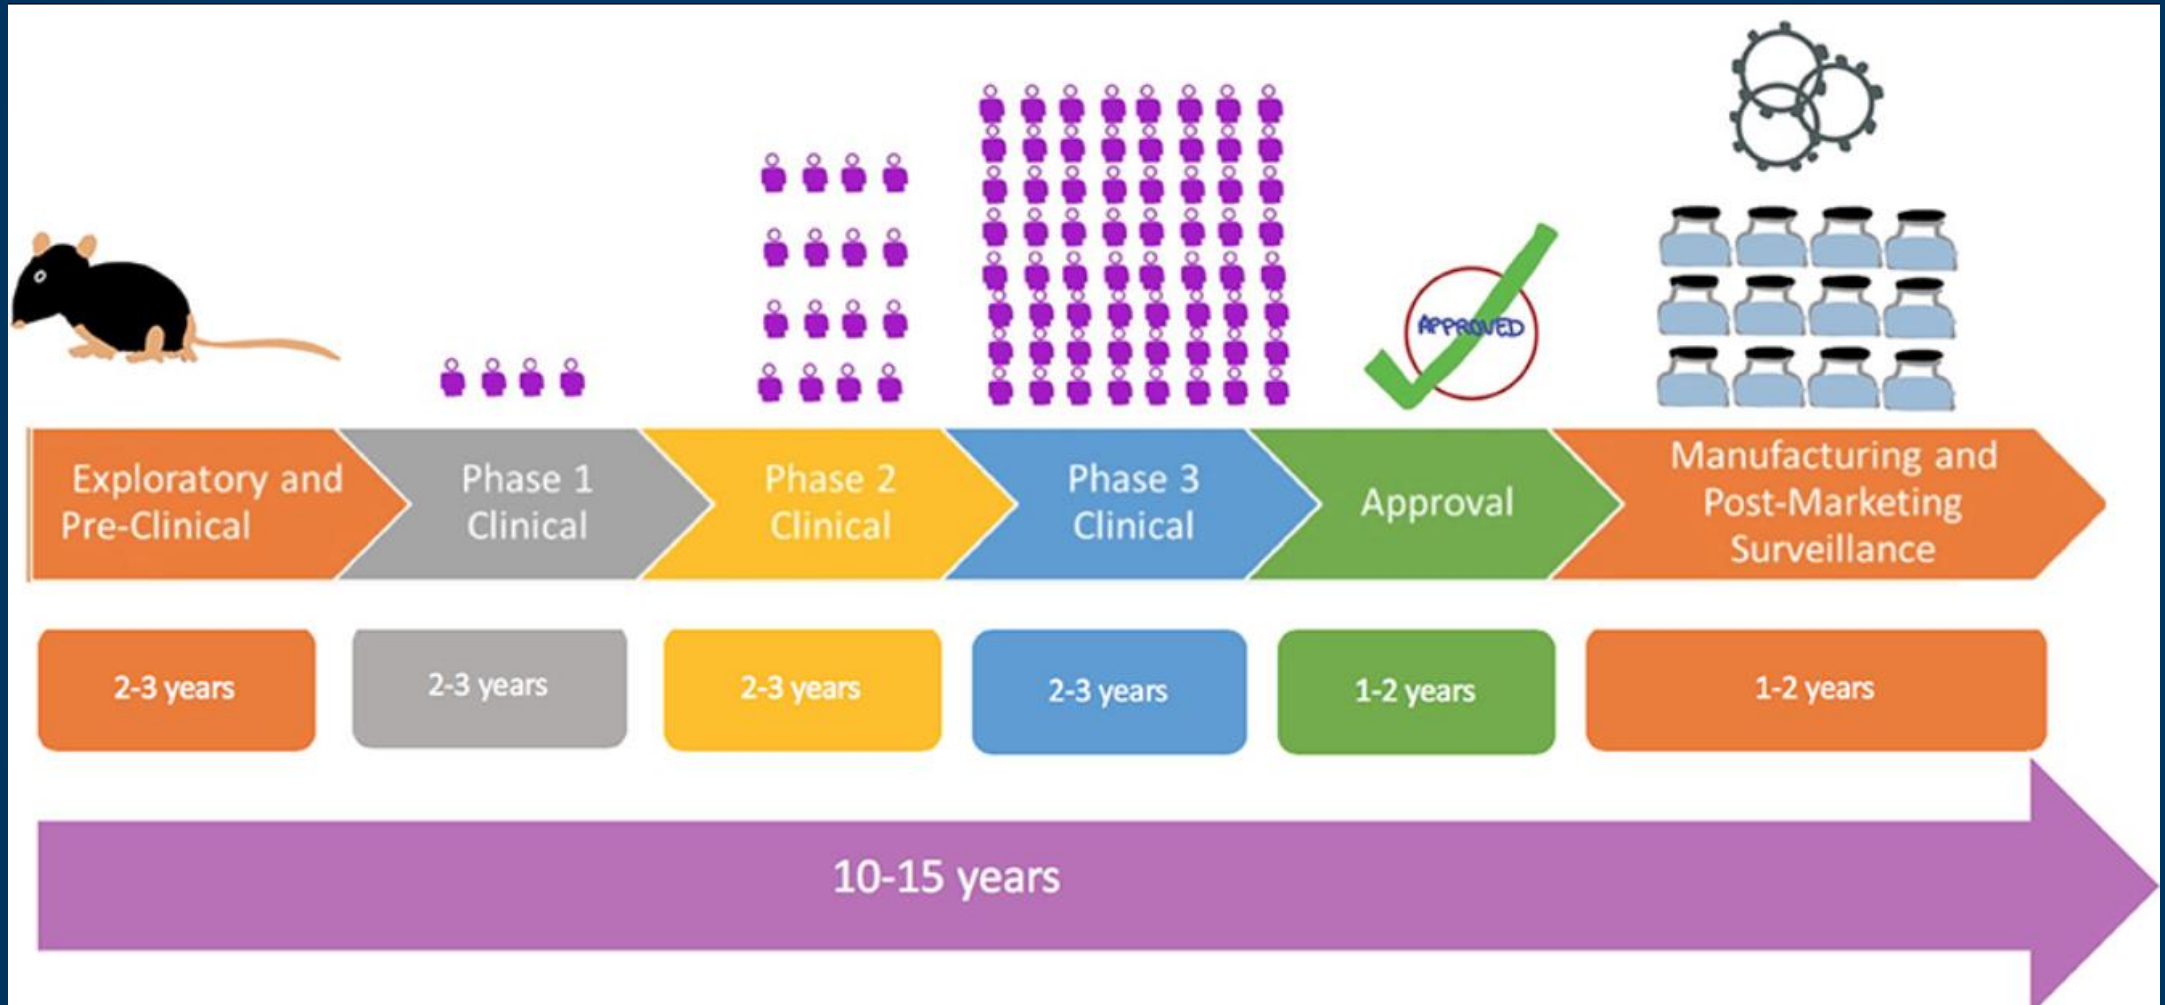 APPROVED
Exploratory and
Pre-Clinical
Phase 1
Clinical
Phase 2
Clinical
Phase 3
Clinical
Approval
Manufacturing and
Post-Marketing
Surveillance
2-3 years
2-3 years
2-3 years
2-3 years
1-2 years
1-2 years
10-15 years